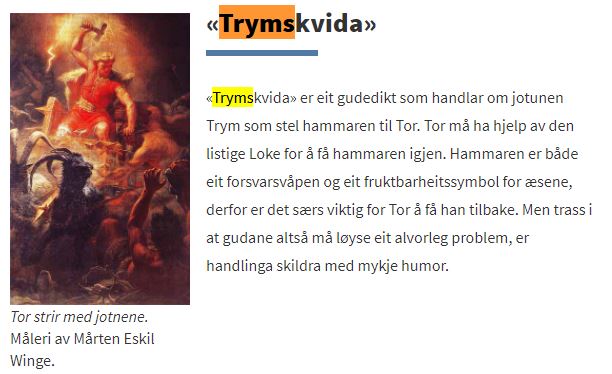 «Trymskvida»
«Trymskvida» er eit gudedikt som handlar om jotunen
Trym som stel hammaren til Tor. Tor må ha hjelp av den
listige Loke for å få hammaren igjen. Hammaren er både
eit forsvarsvåpen og eit fruktbarheitssymbol for æsene,
derfor er det særs viktig for Tor å få han tilbake. Men trass i
at gudane altså må løyse eit alvorleg problem, er
handlinga skildra med mykje humor.
Tor strir med jotnene.
Måleri av Mårten Eskil
Winge.